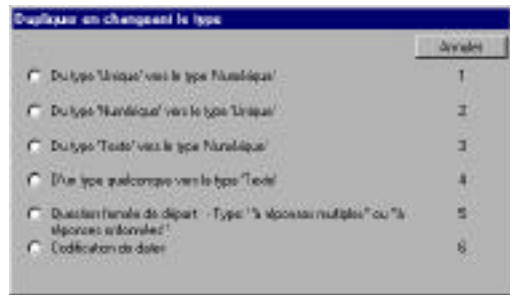 Dupliquer en changeant le type
Annuler
Du type 'Unique' vers le type 'Numérique' 1
Du type 'Numérique' vers le type 'Unique' 2
Du type 'Texte' vers le type 'Numérique' 3
D'un type quelconque vers le type 'Texte' 4
Question fermée de départ - Type: "à réponses multiples" ou "à
réponses ordonnées" 5
Codification de dates 6